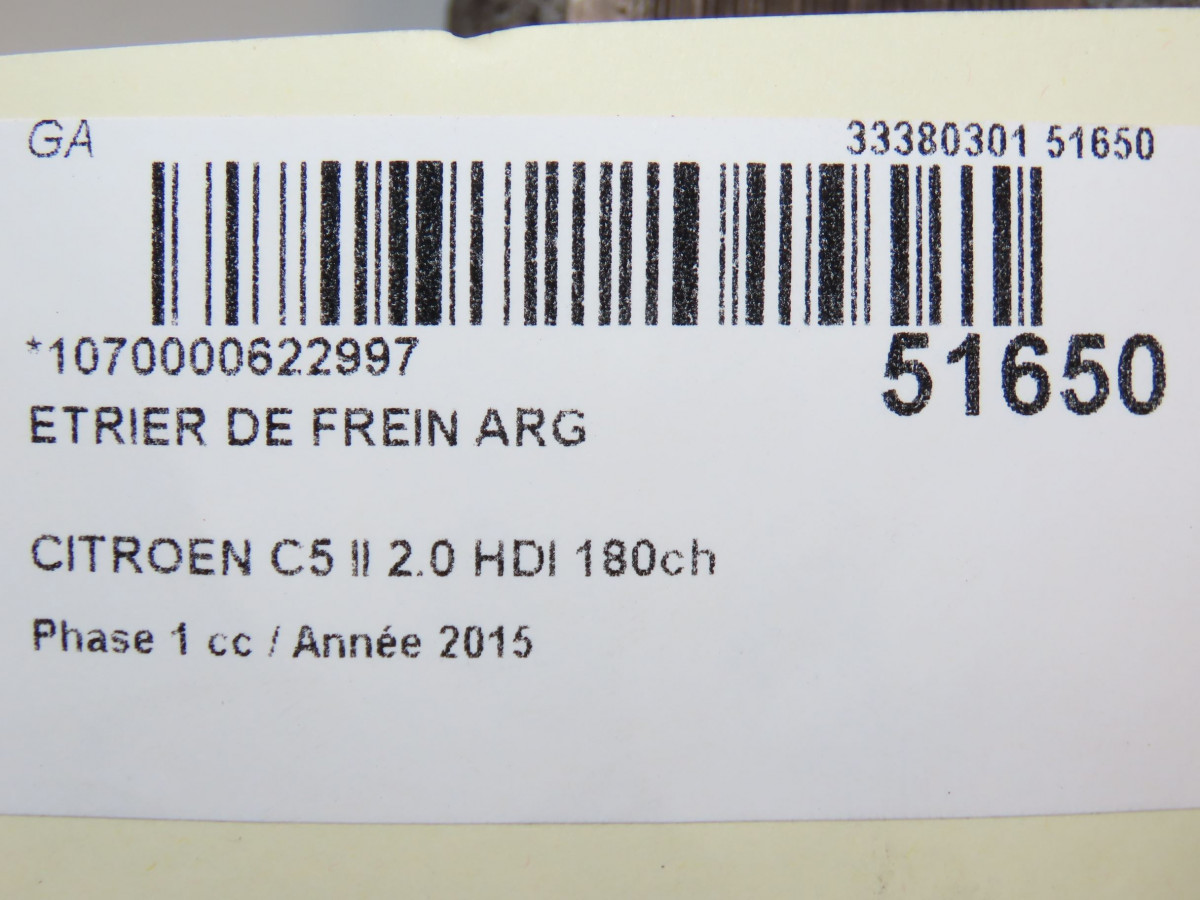 GA
33380301 51650
*1070000622997
51650
ETRIER DE FREIN ARG
CITROEN C5 II 2.0 HDI 180ch
Phase 1 cc / Année 2015